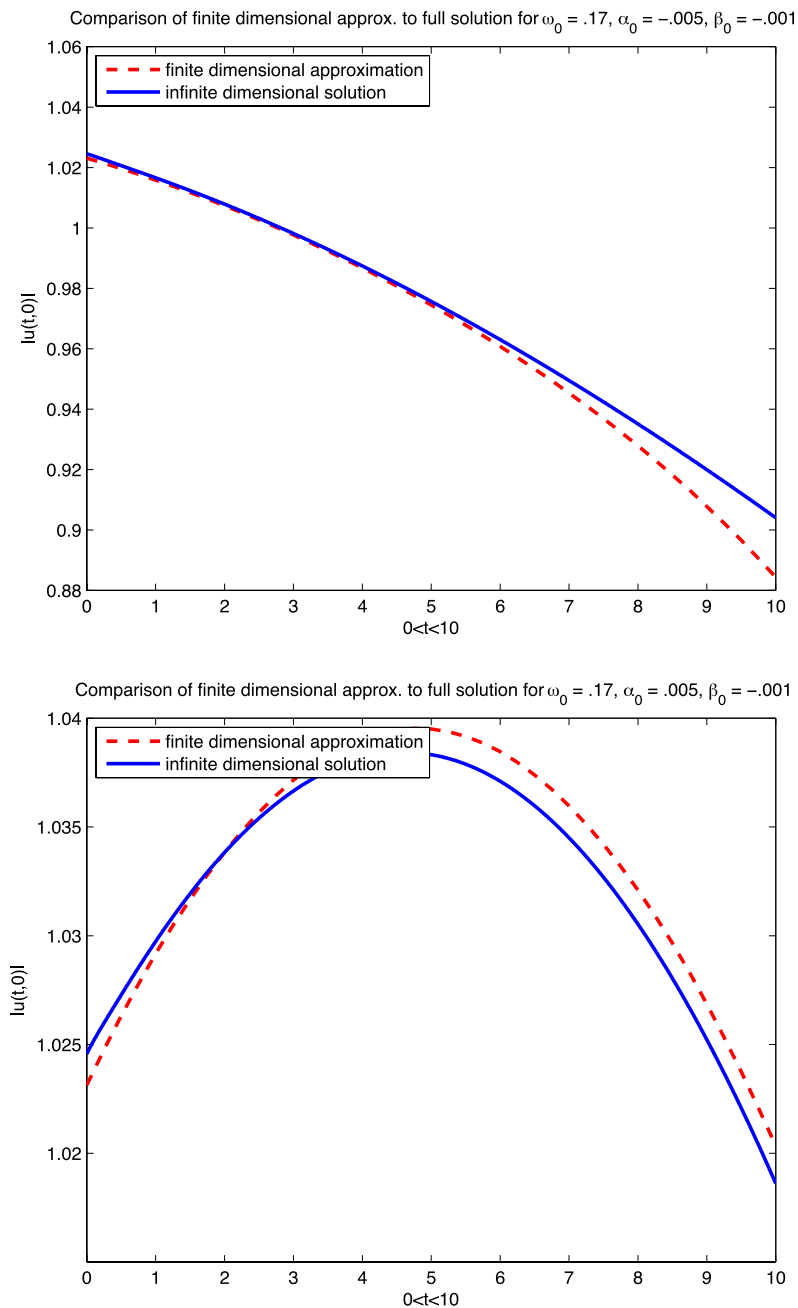 Comparison of finite dimensional approx. to full solution for ω0 = .17, α0 = −.005, β0 = −.001
1.06
finite dimensional approximation
infinite dimensional solution
1.04
1.02
1
0.98
|u(t,0)|
0.96
0.94
0.92
0.9
0.88
0 1 2 3 4 5 6 7 8 9 10
0<t<10
Comparison of finite dimensional approx. to full solution for ω0 = .17, α0 = .005, β0 = −.001
1.04
finite dimensional approximation
infinite dimensional solution
1.035
1.03
|u(t,0)|
1.025
1.02
0 1 2 3 4 5 6 7 8 9 10
0<t<10